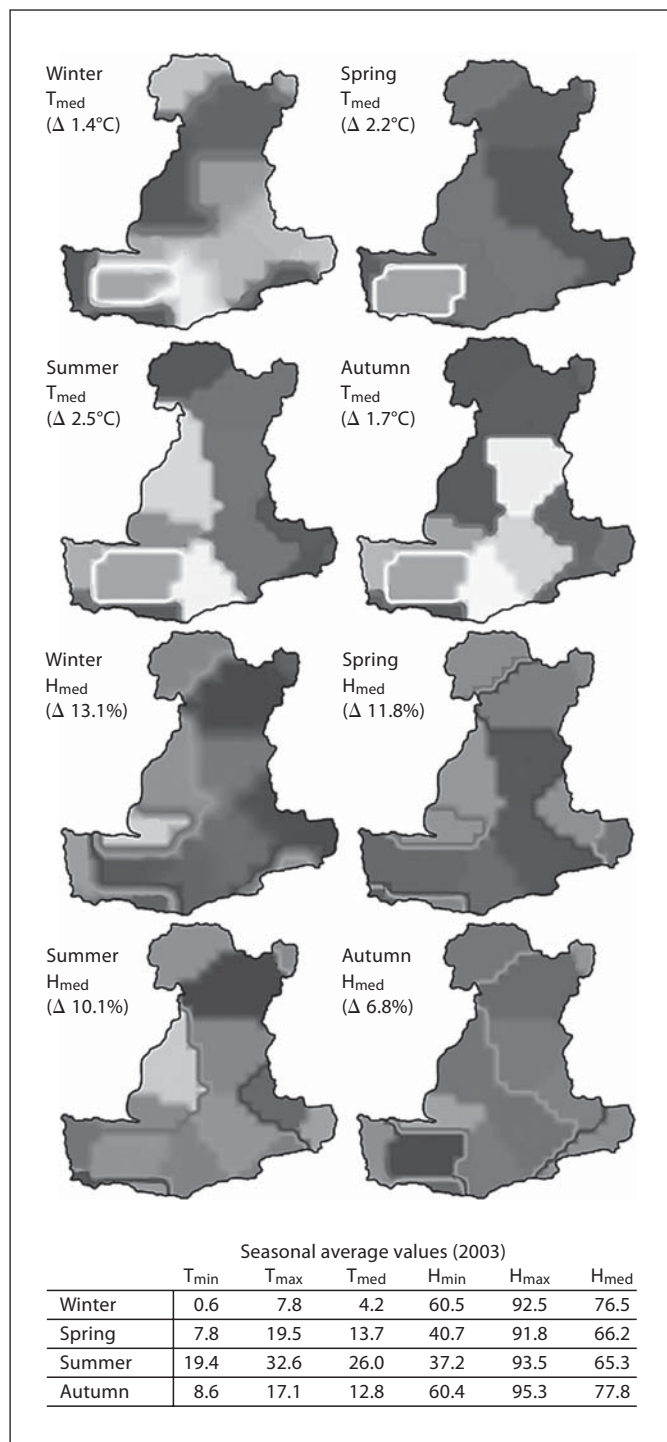 Winter
Tmed
(Δ 1.4°C)
Spring
Tmed
(Δ 2.2°C)
Summer
Tmed
(Δ 2.5°C)
Autumn
Tmed
(Δ 1.7°C)
Winter
Hmed
(Δ 13.1%)
Spring
Hmed
(Δ 11.8%)
Summer
Hmed
(Δ 10.1%)
Autumn
Hmed
(Δ 6.8%)
Seasonal average values (2003)
Tmin Tmax Tmed Hmin Hmax Hmed
Winter 0.6 7.8 4.2 60.5 92.5 76.5
Spring 7.8 19.5 13.7 40.7 91.8 66.2
Summer 19.4 32.6 26.0 37.2 93.5 65.3
Autumn 8.6 17.1 12.8 60.4 95.3 77.8